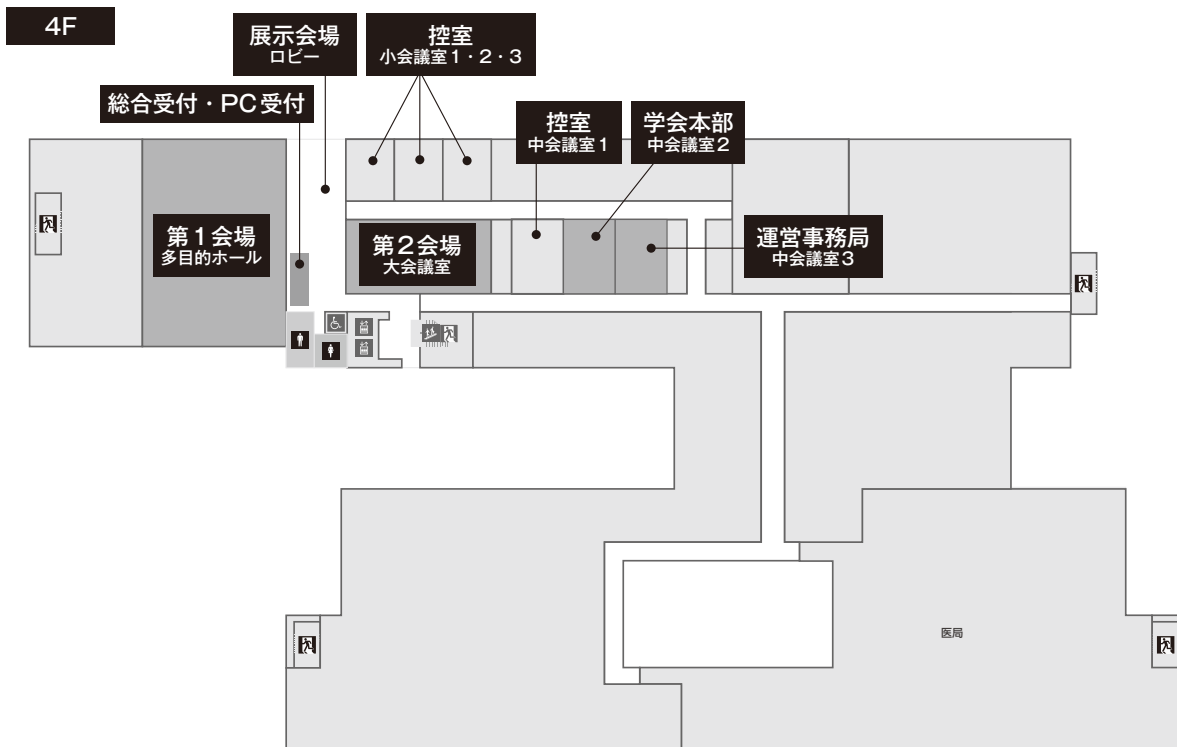 4F
展示会場
ロビー
控室
小会議室1・2・3
総合受付・PC受付
控室
中会議室1
学会本部
中会議室2
第1会場
多目的ホール
第2会場
大会議室
運営事務局
中会議室3
医局